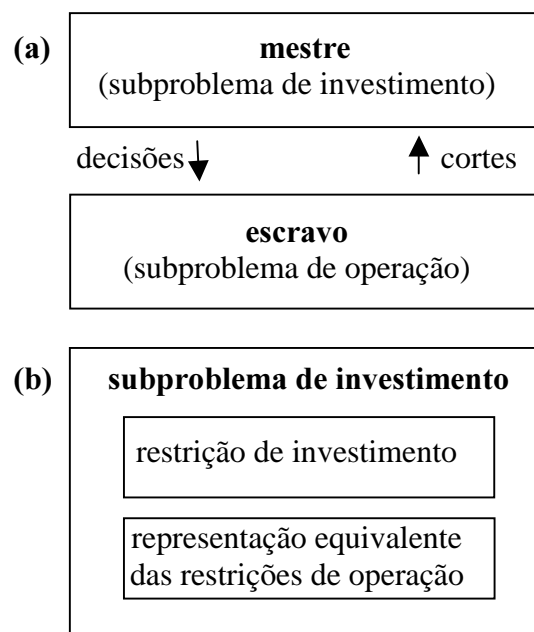 (a)
mestre
(subproblema de investimento)
decisões
cortes
escravo
(subproblema de operação)
(b)
subproblema de investimento
restrição de investimento
representação equivalente
das restrições de operação